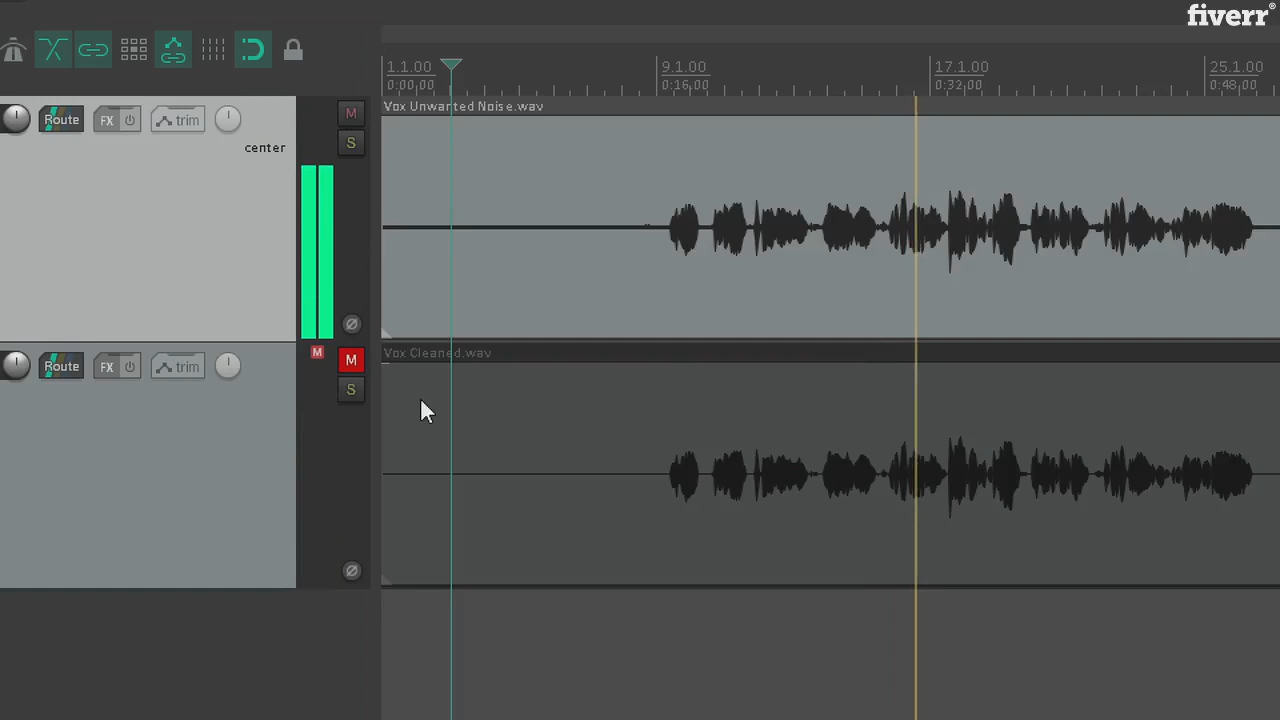 fiverr®
1.1.00 9.1.00 17.1.00 25.1.00
0:00.00 0:16.00 0:32.00 0:48.00
Vox Unwanted Noise.wav
M
Route FX trim
S
center
M
Vox Cleaned.wav
M
Route FX trim
S